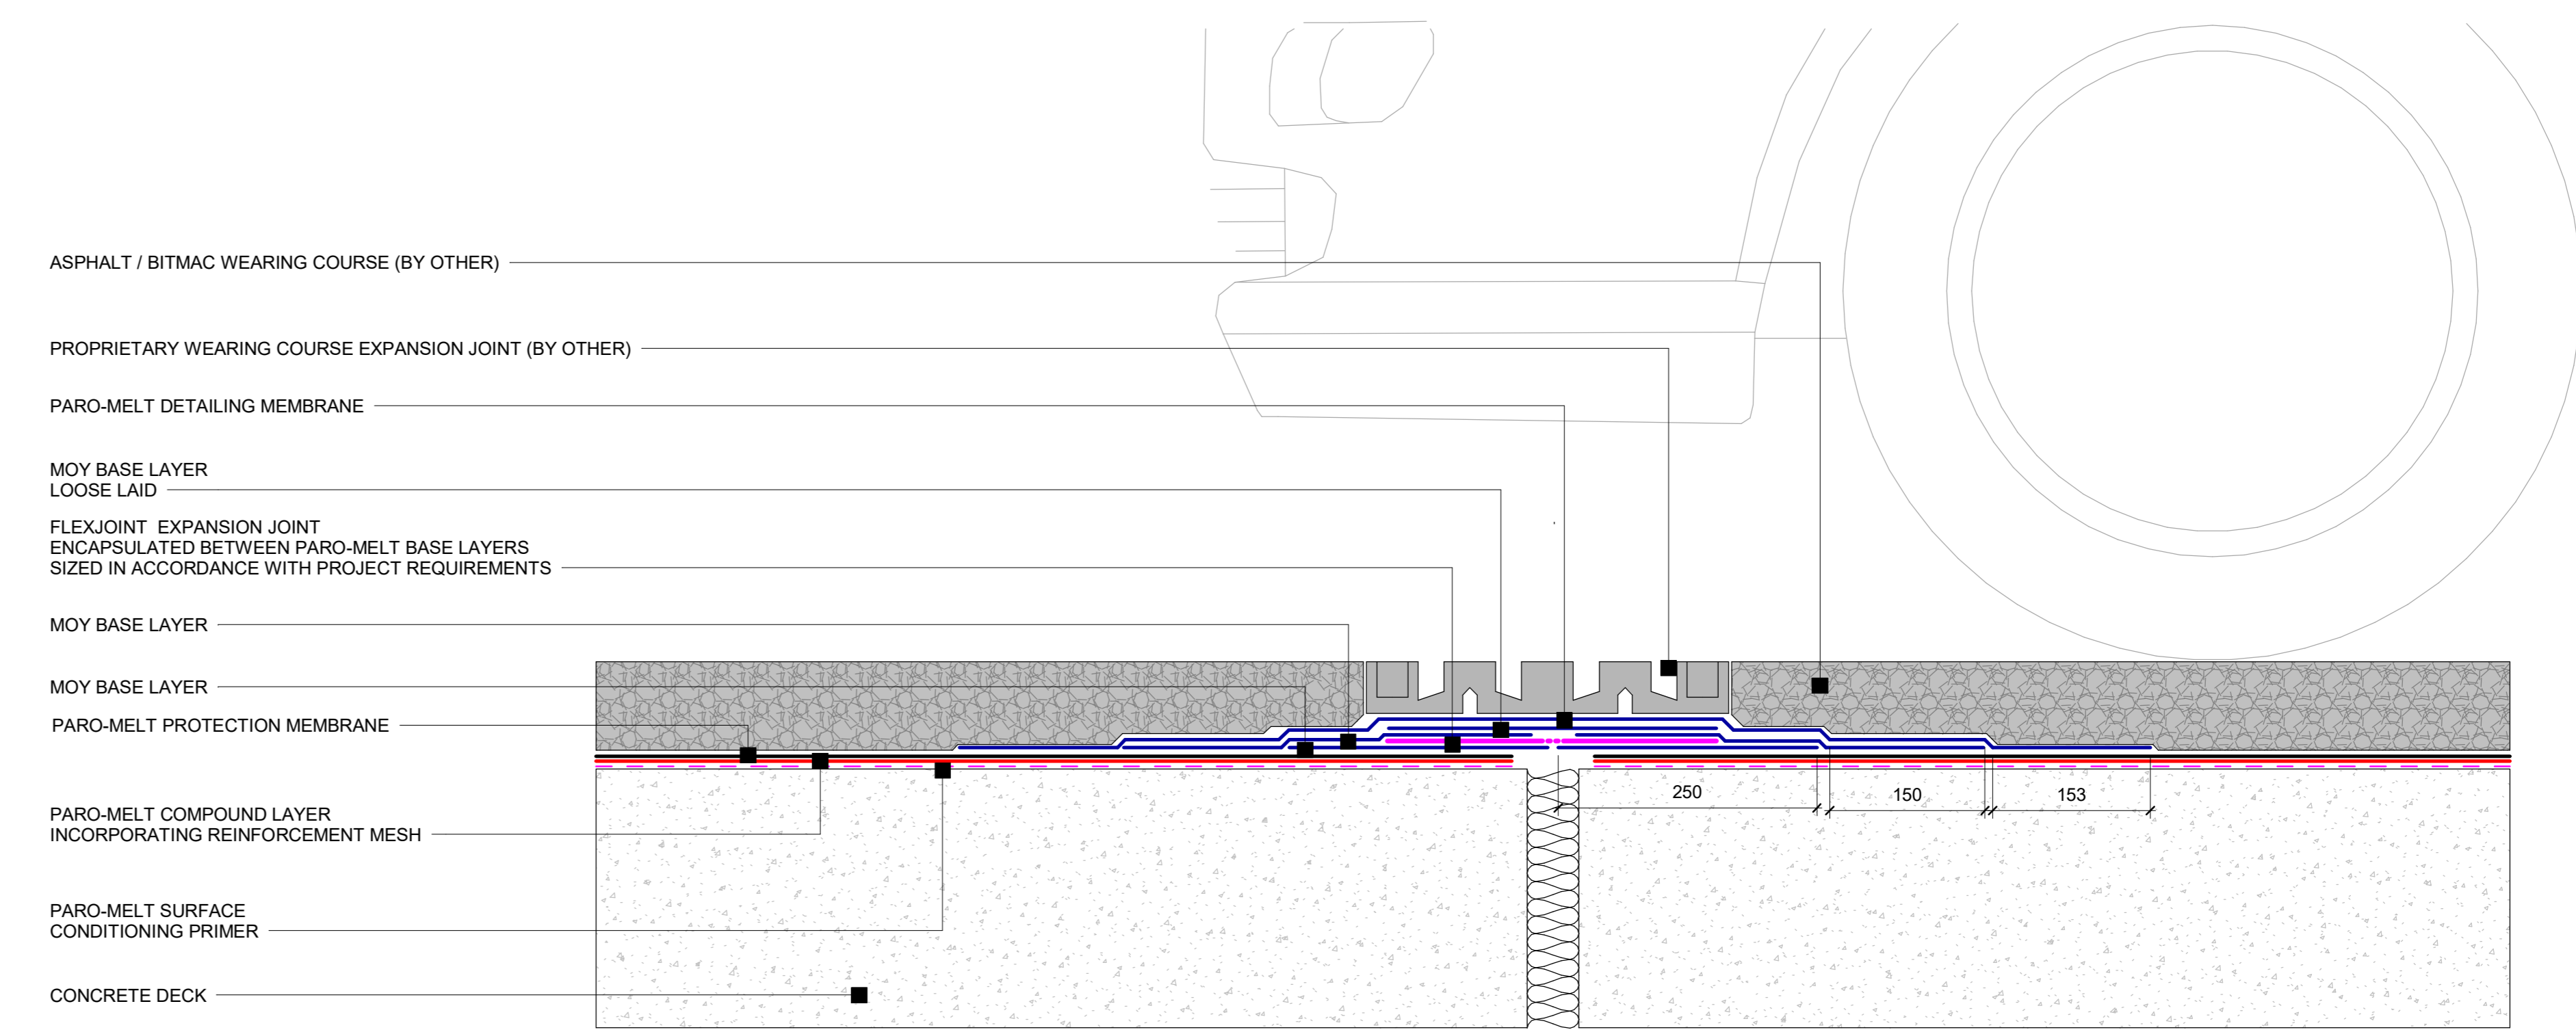 ASPHALT / BITMAC WEARING COURSE (BY OTHER)
PROPRIETARY WEARING COURSE EXPANSION JOINT (BY OTHER)
PARO-MELT DETAILING MEMBRANE
MOY BASE LAYER
LOOSE LAID
FLEXJOINT EXPANSION JOINT
ENCAPSULATED BETWEEN PARO-MELT BASE LAYERS
SIZED IN ACCORDANCE WITH PROJECT REQUIREMENTS
MOY BASE LAYER
MOY BASE LAYER
PARO-MELT PROTECTION MEMBRANE
PARO-MELT COMPOUND LAYER
INCORPORATING REINFORCEMENT MESH
PARO-MELT SURFACE
CONDITIONING PRIMER
CONCRETE DECK
250
150
153